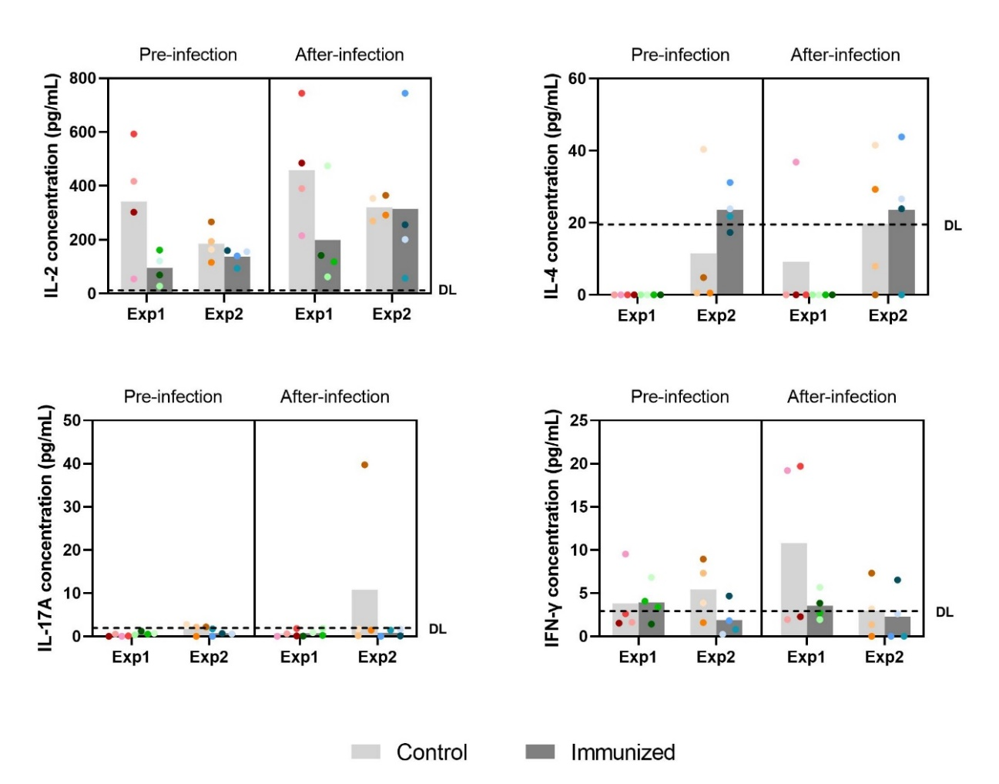 Pre-infection After-infection
IL-2 concentration (pg/mL)
800
600
400
200
0
DL
Exp1 Exp2 Exp1 Exp2
Pre-infection After-infection
IL-4 concentration (pg/mL)
60
40
20
0
DL
Exp1 Exp2 Exp1 Exp2
Pre-infection After-infection
IL-17A concentration (pg/mL)
50
40
30
20
10
0
DL
Exp1 Exp2 Exp1 Exp2
Pre-infection After-infection
IFN-γ concentration (pg/mL)
25
20
15
10
5
0
DL
Exp1 Exp2 Exp1 Exp2
Control Immunized